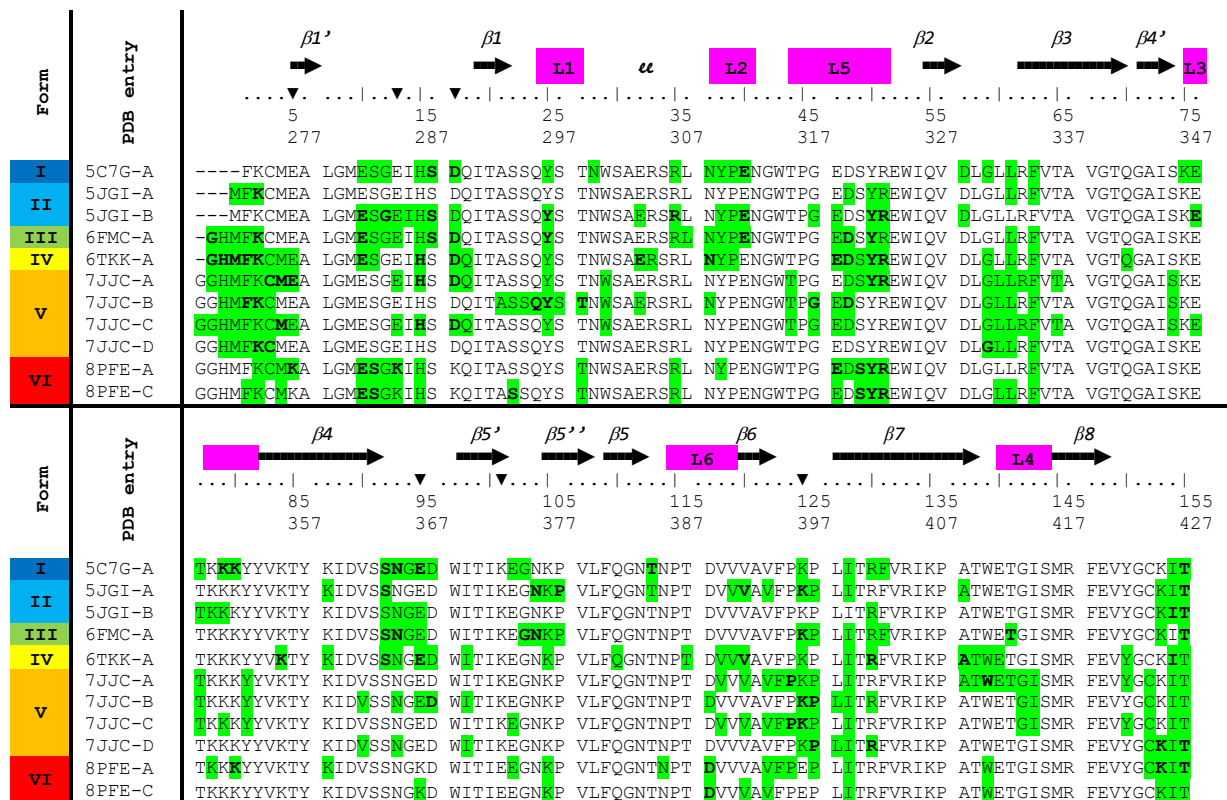 β1’ β1 β2 β3 β4’
Form PDB entry L1 L2 L5 L3
5 15 25 35 45 55 65 75
277 287 297 307 317 327 337 347
I 5C7G-A ----FKCMEA LGMESGEIHS DQITASSQYS TNWSAERSRL NYPENGWTPG EDSYREWIQV DLGLLRFVTA VGTQGAISKE
II 5JGI-A ----MFKCMEA LGMESGEIHS DQITASSQYS TNWSAERSRL NYPENGWTPG EDSYREWIQV DLGLLRFVTA VGTQGAISKE
5JGI-B ---MFKCMEA LGMESGEIHS DQITASSQYS TNWSAERSRL NYPENGWTPG EDSYREWIQV DLGLLRFVTA VGTQGAISKE
III 6FMC-A -GHMFKCMEA LGMESGEIHS DQITASSQYS TNWSAERSRL NYPENGWTPG EDSYREWIQV DLGLLRFVTA VGTQGAISKE
IV 6TKK-A -GHMFKCMEA LGMESGEIHS DQITASSQYS TNWSAERSRL NYPENGWTPG EDSYREWIQV DLGLLRFVTA VGTQGAISKE
V 7JJC-A GGHMFKCMEA LGMESGEIHS DQITASSQYS TNWSAERSRL NYPENGWTPG EDSYREWIQV DLGLLRFVTA VGTQGAISKE
7JJC-B GGHMFKCMEA LGMESGEIHS DQITASSQYS TNWSAERSRL NYPENGWTPG EDSYREWIQV DLGLLRFVTA VGTQGAISKE
7JJC-C GGHMFKCMEA LGMESGEIHS DQITASSQYS TNWSAERSRL NYPENGWTPG EDSYREWIQV DLGLLRFVTA VGTQGAISKE
7JJC-D GGHMFKCMEA LGMESGEIHS DQITASSQYS TNWSAERSRL NYPENGWTPG EDSYREWIQV DLGLLRFVTA VGTQGAISKE
VI 8PFE-A GGHMFKCMKA LGMESGKIHS KQITASSQYS TNWSAERSRL NYPENGWTPG EDSYREWIQV DLGLLRFVTA VGTQGAISKE
8PFE-C GGHMFKCMKA LGMESGKIHS KQITASSQYS TNWSAERSRL NYPENGWTPG EDSYREWIQV DLGLLRFVTA VGTQGAISKE
β4 β5’ β5’’ β5 β6 β7 β8
Form PDB entry L6 L4
85 95 105 115 125 135 145 155
357 367 377 387 397 407 417 427
I 5C7G-A TKKKYYVKTY KIDVSSNGED WITIKEGNKP VLFQGNTNPT DVVVAVFPKP LITRFVRIKP ATWETGISMR FEVYGCKIT
II 5JGI-A TKKKYYVKTY KIDVSSNGED WITIKEGNKP VLFQGNTNPT DVVVAVFPKP LITRFVRIKP ATWETGISMR FEVYGCKIT
5JGI-B TKKKYYVKTY KIDVSSNGED WITIKEGNKP VLFQGNTNPT DVVVAVFPKP LITRFVRIKP ATWETGISMR FEVYGCKIT
III 6FMC-A TKKKYYVKTY KIDVSSNGED WITIKEGNKP VLFQGNTNPT DVVVAVFPKP LITRFVRIKP ATWETGISMR FEVYGCKIT
IV 6TKK-A TKKKYYVKTY KIDVSSNGED WITIKEGNKP VLFQGNTNPT DVVVAVFPKP LITRFVRIKP ATWETGISMR FEVYGCKIT
V 7JJC-A TKKKYYVKTY KIDVSSNGED WITIKEGNKP VLFQGNTNPT DVVVAVFPKP LITRFVRIKP ATWETGISMR FEVYGCKIT
7JJC-B TKKKYYVKTY KIDVSSNGED WITIKEGNKP VLFQGNTNPT DVVVAVFPKP LITRFVRIKP ATWETGISMR FEVYGCKIT
7JJC-C TKKKYYVKTY KIDVSSNGED WITIKEGNKP VLFQGNTNPT DVVVAVFPKP LITRFVRIKP ATWETGISMR FEVYGCKIT
7JJC-D TKKKYYVKTY KIDVSSNGED WITIKEGNKP VLFQGNTNPT DVVVAVFPKP LITRFVRIKP ATWETGISMR FEVYGCKIT
VI 8PFE-A TKKKYYVKTY KIDVSSNGKD WITIEEGNKP VLFQGNTNPT DVVVAVFPEP LITRFVRIKP ATWETGISMR FEVYGCKIT
8PFE-C TKKKYYVKTY KIDVSSNGKD WITIEEGNKP VLFQGNTNPT DVVVAVFPEP LITRFVRIKP ATWETGISMR FEVYGCKIT